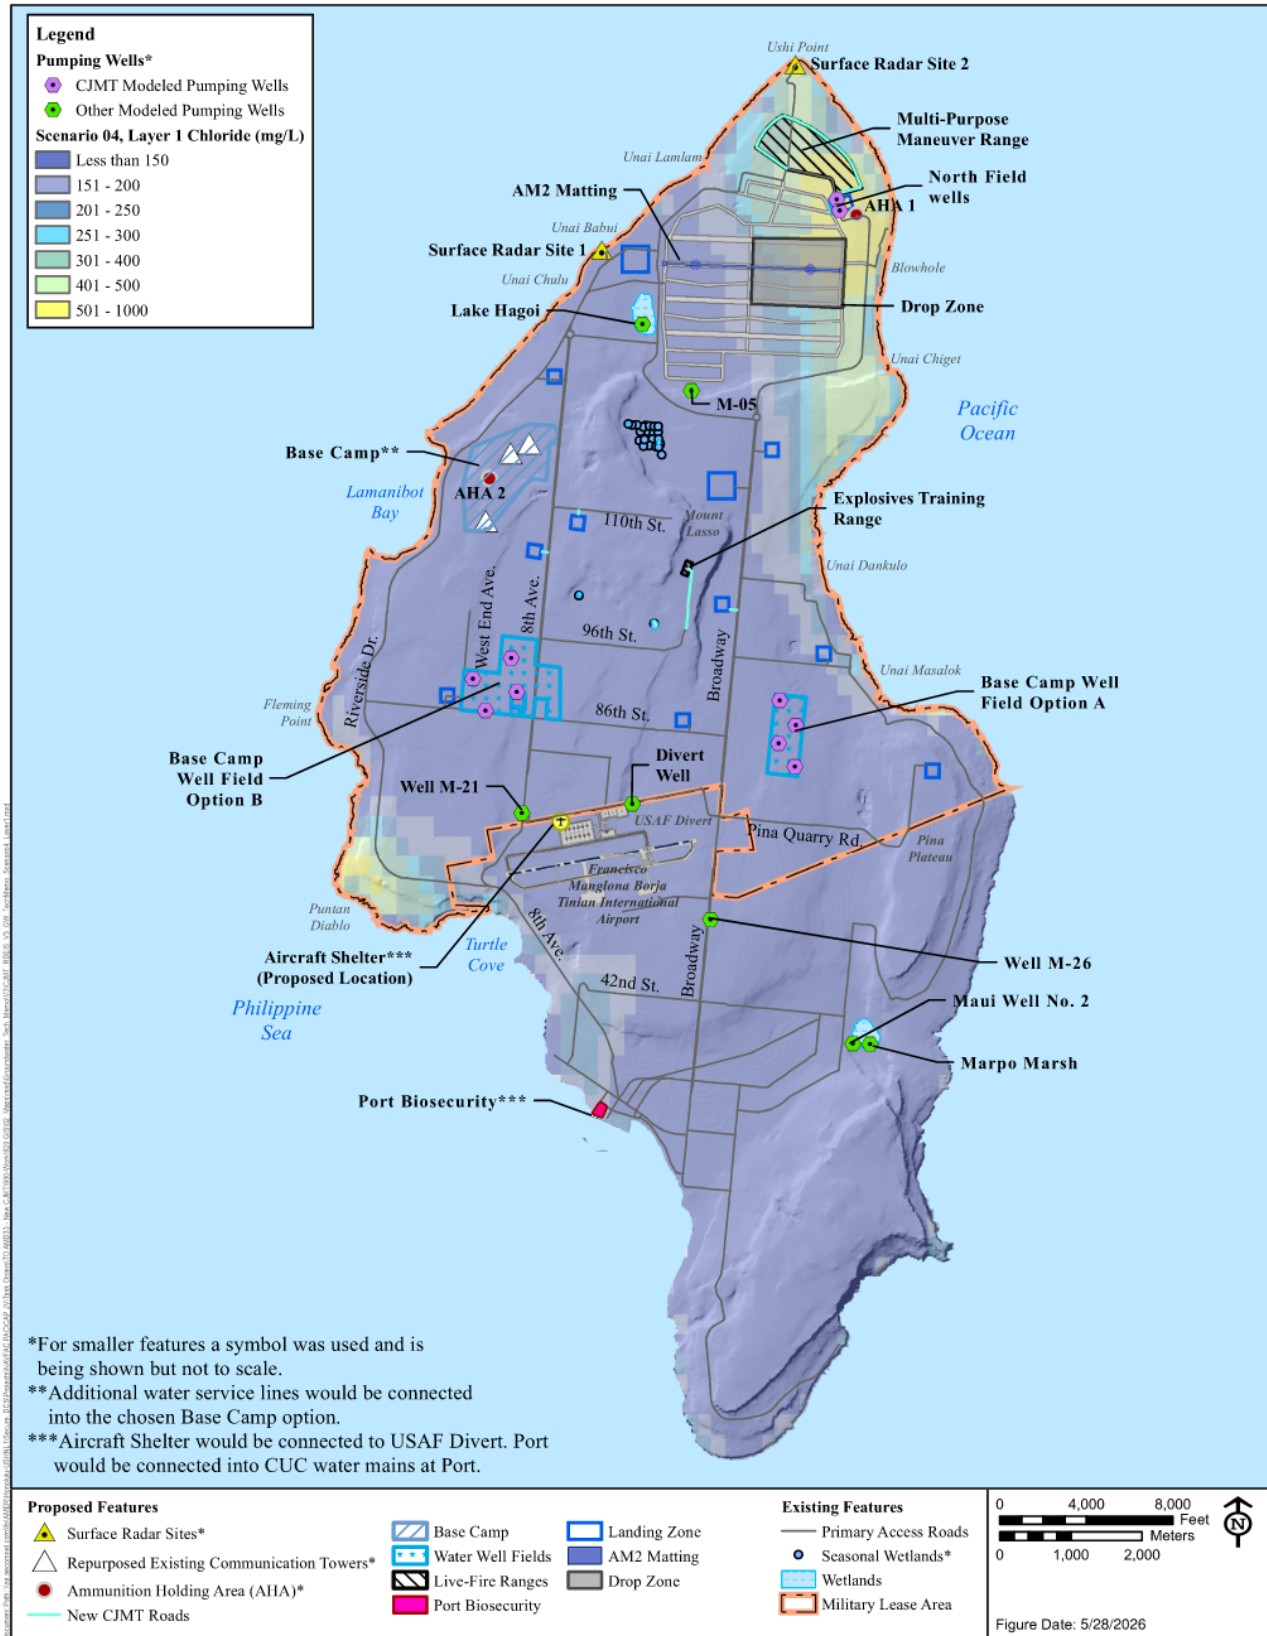 Legend
Pumping Wells*
CJMT Modeled Pumping Wells
Other Modeled Pumping Wells
Scenario 04, Layer 1 Chloride (mg/L)
Less than 150
151 - 200
201 - 250
251 - 300
301 - 400
401 - 500
501 - 1000
Ushi Point
Surface Radar Site 2
Multi-Purpose
Maneuver Range
Unai Lamlam
North Field
wells
AM2 Matting
AHA 1
Unai Babui
Surface Radar Site 1
Blowhole
Unai Chulu
Lake Hagoi
Drop Zone
Unai Chiget
M-05
Pacific
Ocean
Base Camp**
AHA 2
Lamanibot
Bay
Explosives Training
Range
Mount
Lasso
110th St.
Unai Dankulo
West End Ave.
8th Ave.
96th St.
Broadway
Riverside Dr.
Unai Masalok
Base Camp Well
Field Option A
Fleming
Point
86th St.
Base Camp
Well Field
Option B
Divert
Well
Well M-21
USAF Divert
Pina Quarry Rd.
Pina
Plateau
Francisco
Manglona Borja
Tinian International
Airport
Puntan
Diablo
8th Ave.
Turtle
Cove
Aircraft Shelter***
(Proposed Location)
Broadway
Well M-26
42nd St.
Maui Well No. 2
Philippine
Sea
Marpo Marsh
Port Biosecurity***
*For smaller features a symbol was used and is
being shown but not to scale.
**Additional water service lines would be connected
into the chosen Base Camp option.
***Aircraft Shelter would be connected to USAF Divert. Port
would be connected into CUC water mains at Port.
Proposed Features
Surface Radar Sites*
Repurposed Existing Communication Towers*
Ammunition Holding Area (AHA)*
New CJMT Roads
Base Camp
Water Well Fields
Live-Fire Ranges
Port Biosecurity
Landing Zone
AM2 Matting
Drop Zone
Existing Features
Primary Access Roads
Seasonal Wetlands*
Wetlands
Military Lease Area
0 4,000 8,000
Feet
Meters
0 1,000 2,000
N
Figure Date: 5/28/2026